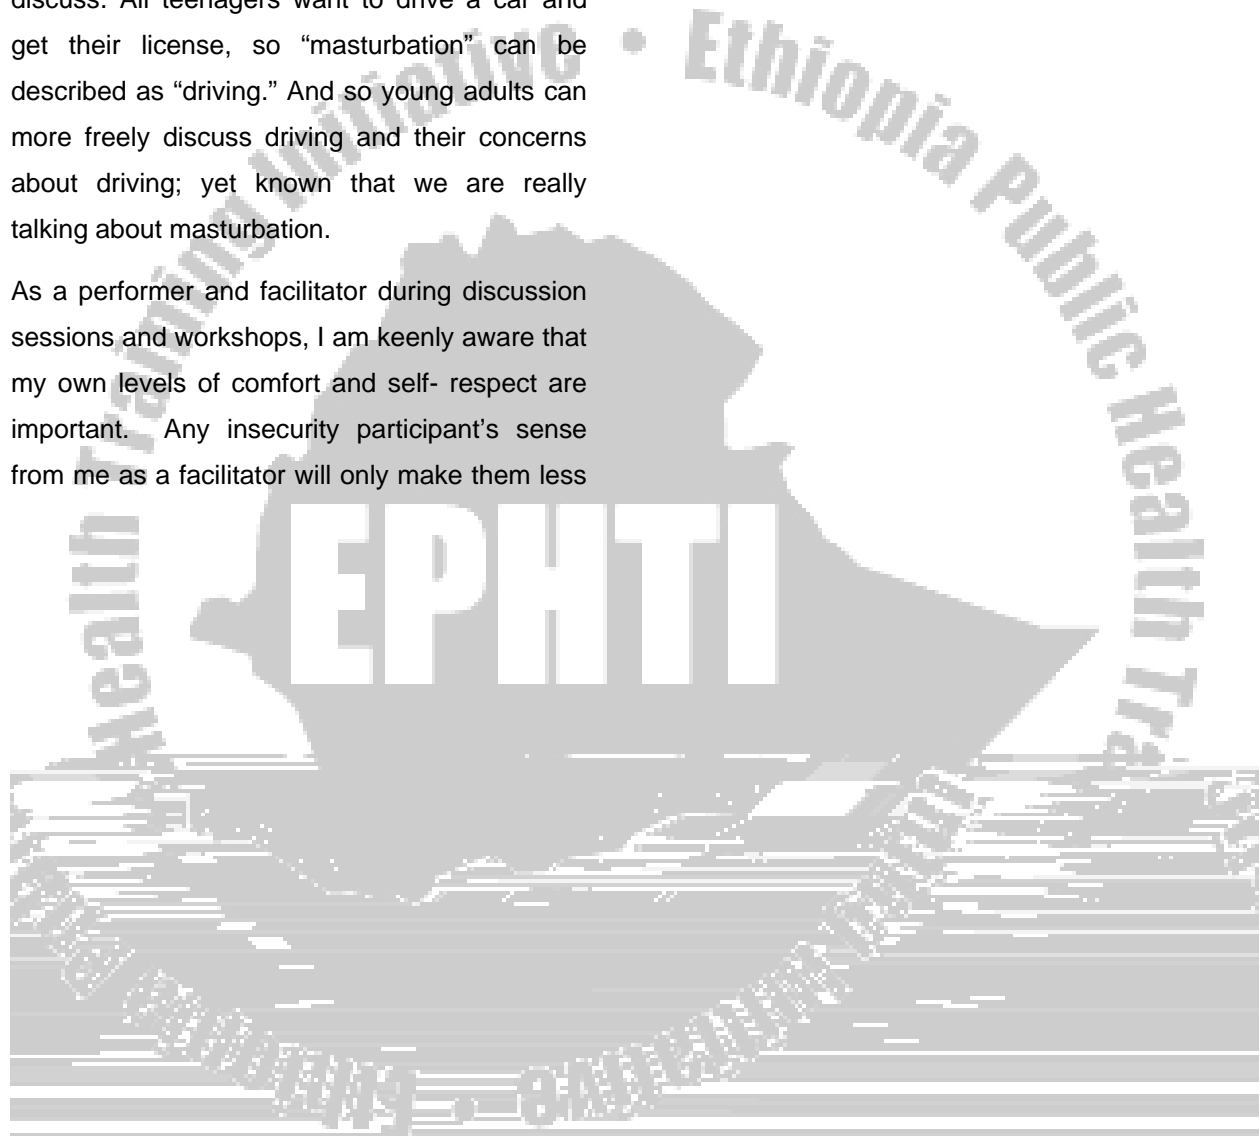 discuss. All teenagers want to drive a car and
get their license, so “masturbation” can be
described as “driving.” And so young adults can
more freely discuss driving and their concerns
about driving; yet known that we are really
talking about masturbation.
As a performer and facilitator during discussion
sessions and workshops, I am keenly aware that
my own levels of comfort and self- respect are
important. Any insecurity participant’s sense
from me as a facilitator will only make them less
EPHTI
Health Training Initiative • Ethiopia Public Health Tra